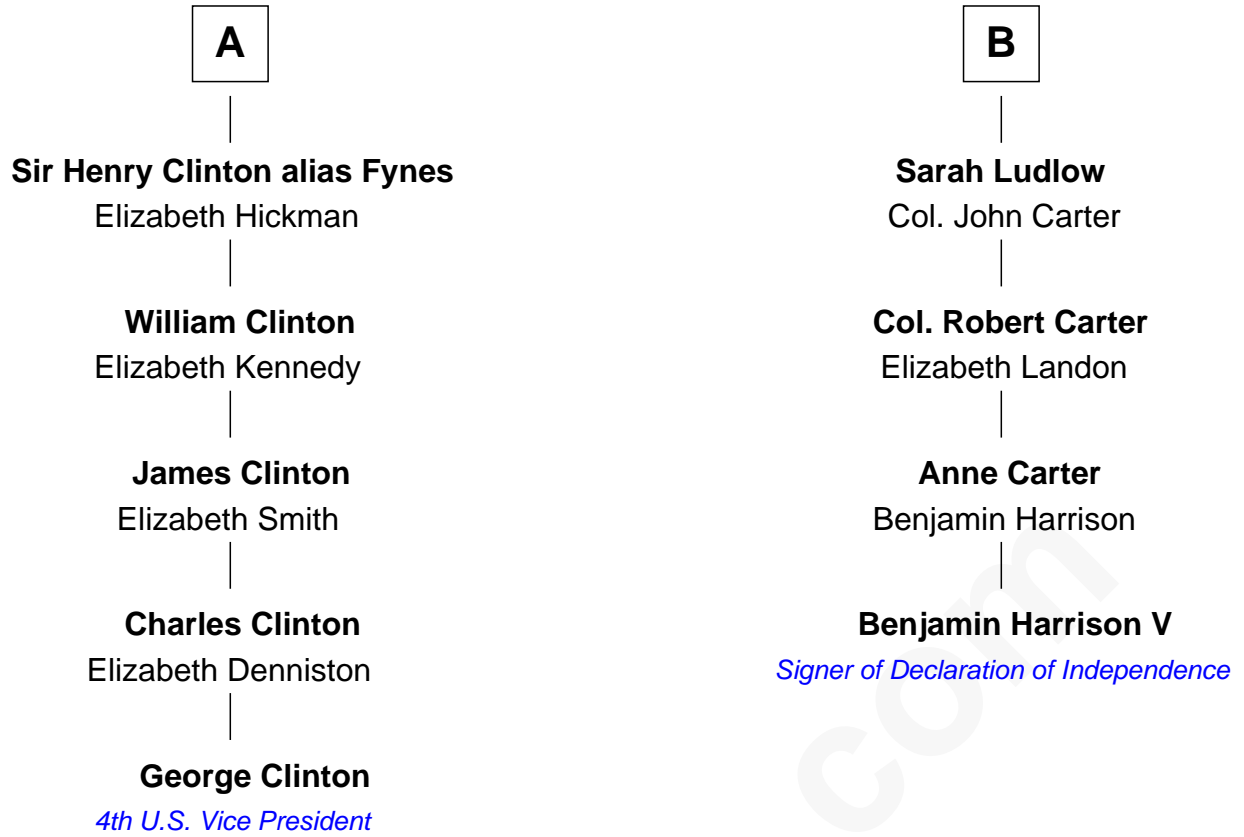 A
Sir Henry Clinton alias Fynes
Elizabeth Hickman
William Clinton
Elizabeth Kennedy
James Clinton
Elizabeth Smith
Charles Clinton
Elizabeth Denniston
George Clinton
4th U.S. Vice President
B
Sarah Ludlow
Col. John Carter
Col. Robert Carter
Elizabeth Landon
Anne Carter
Benjamin Harrison
Benjamin Harrison V
Signer of Declaration of Independence
com